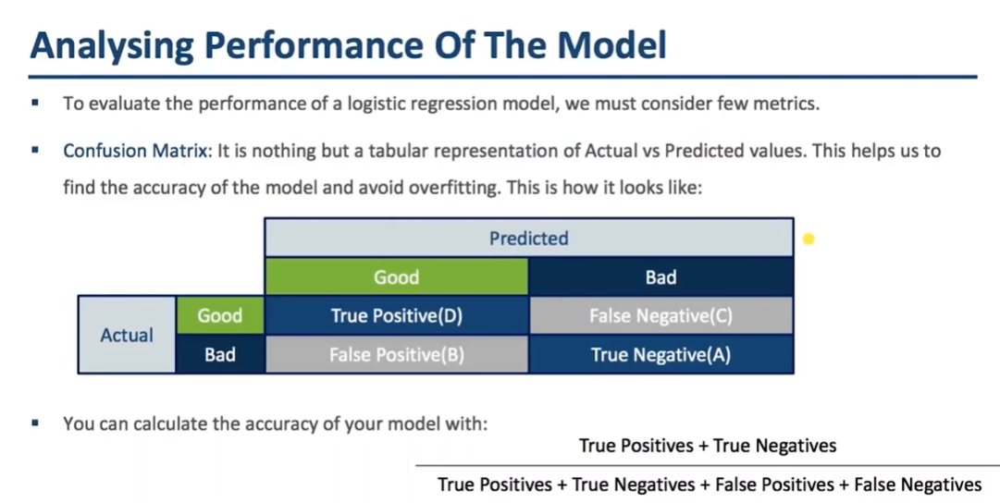 Analysing Performance Of The Model
▪ To evaluate the performance of a logistic regression model, we must consider few metrics.
▪ Confusion Matrix: It is nothing but a tabular representation of Actual vs Predicted values. This helps us to
find the accuracy of the model and avoid overfitting. This is how it looks like:
Predicted
Good Bad
Actual
Good True Positive(D) False Negative(C)
Bad False Positive(B) True Negative(A)
▪ You can calculate the accuracy of your model with:
True Positives + True Negatives
True Positives + True Negatives + False Positives + False Negatives